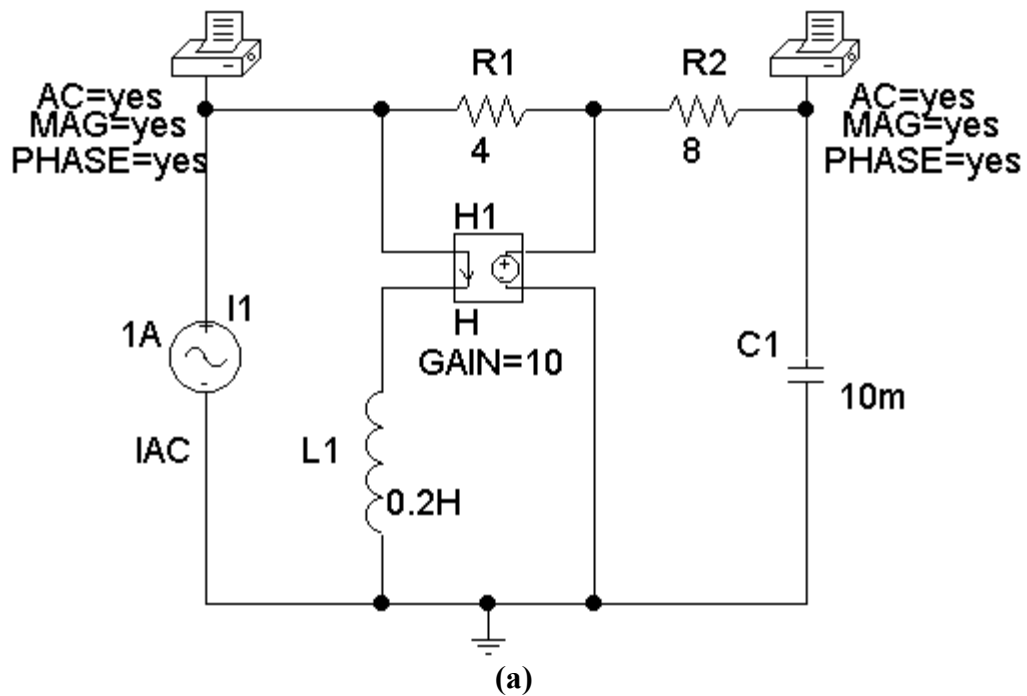 R1
R2
AC=yes
MAG=yes
PHASE=yes
AC=yes
MAG=yes
PHASE=yes
4
8
H1
H
GAIN=10
I1
1A
-
IAC
L1
0.2H
C1
10m
(a)